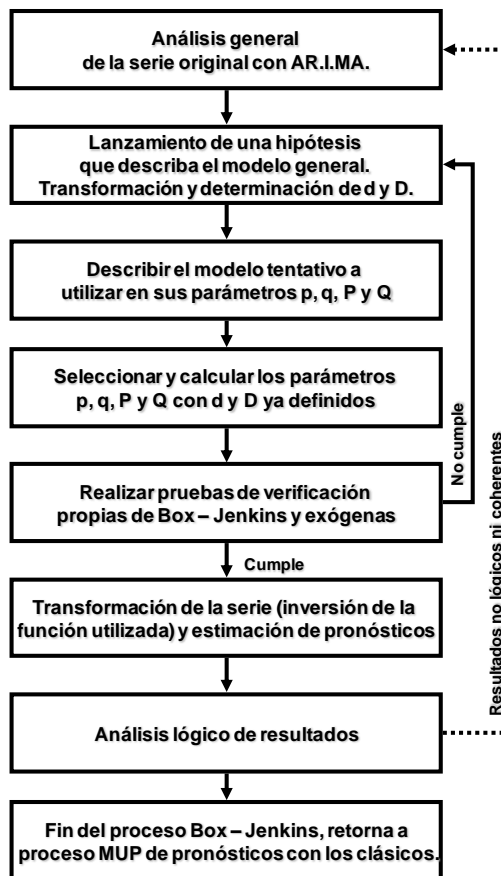 Análisis general
de la serie original con AR.I.MA.
Lanzamiento de una hipótesis
que describa el modelo general.
Transformación y determinación de d y D.
Describir el modelo tentativo a
utilizar en sus parámetros p, q, P y Q
Seleccionar y calcular los parámetros
p, q, P y Q con d y D ya definidos
No cumple
Realizar pruebas de verificación
propias de Box – Jenkins y exógenas
Cumple
Resultados no lógicos ni coherentes
Transformación de la serie (inversión de la
función utilizada) y estimación de pronósticos
Análisis lógico de resultados
Fin del proceso Box – Jenkins, retorna a
proceso MUP de pronósticos con los clásicos.